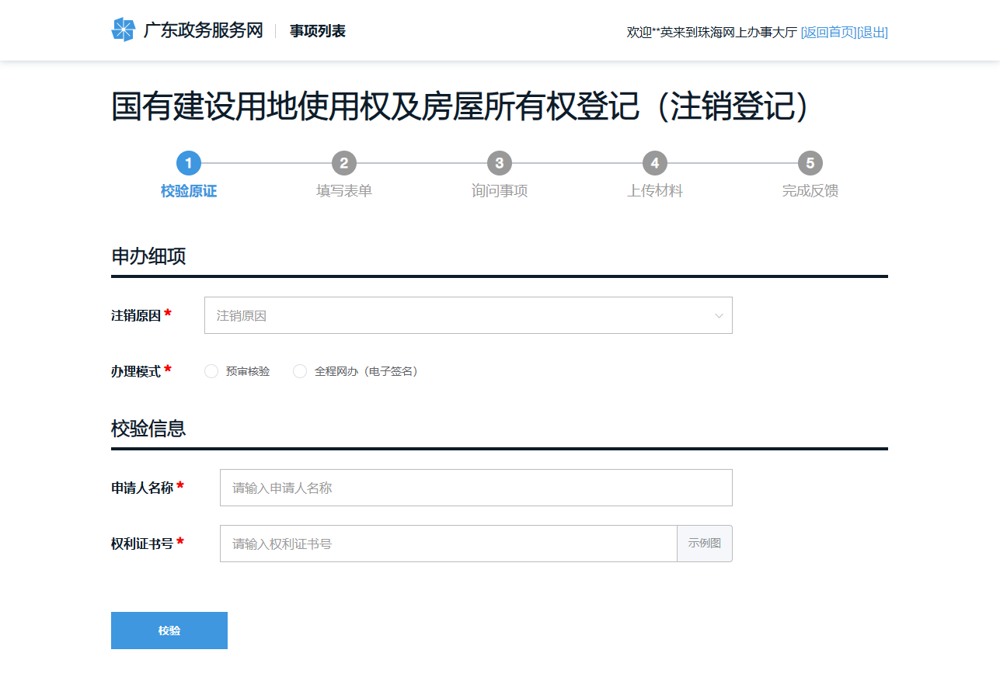 广东政务服务网 事项列表 欢迎**英来到珠海网上办事大厅 [返回首页][退出]
国有建设用地使用权及房屋所有权登记（注销登记）
1 2 3 4 5
校验原证 填写表单 询问事项 上传材料 完成反馈
申办细项
注销原因 * 注销原因
办理模式 * 预审核验 全程网办（电子签名）
校验信息
申请人名称 * 请输入申请人名称
权利证书号 * 请输入权利证书号 示例图
校验